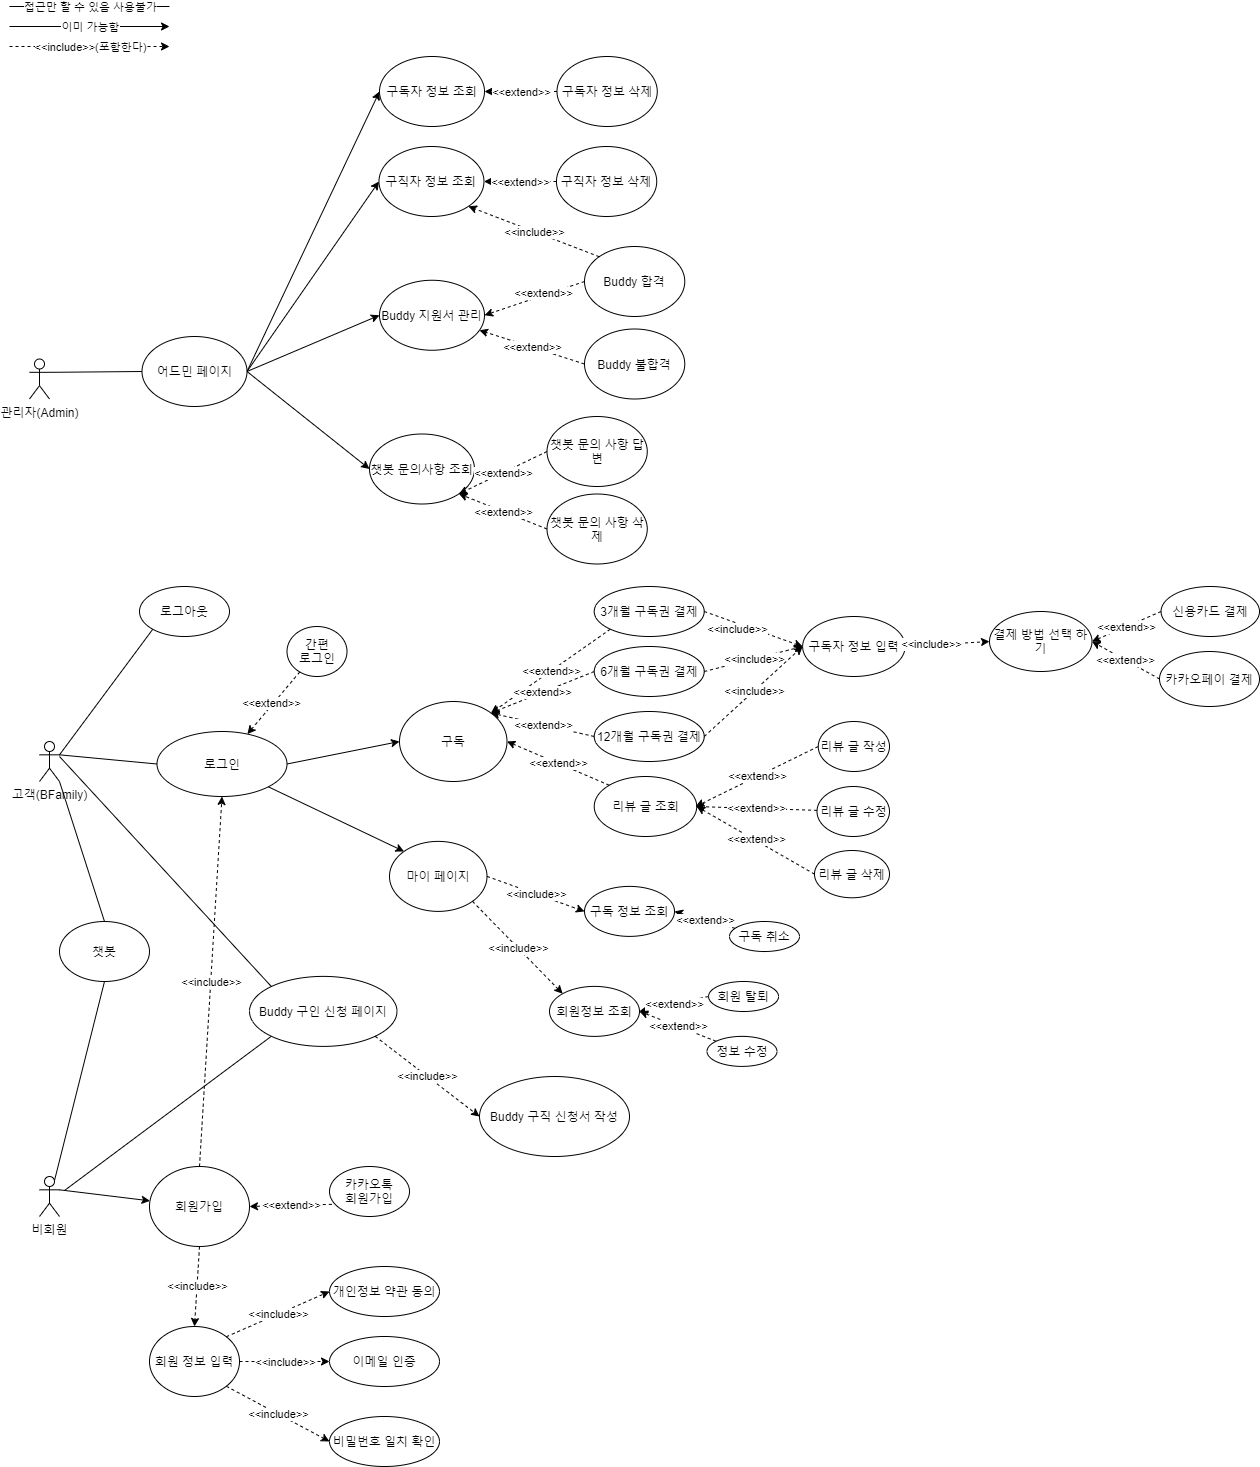 접근만 할 수 있음 사용불가
이미 가능함
<<include>>(포함한다)
구독자 정보 조회
<<extend>>
구독자 정보 삭제
구직자 정보 조회
<<extend>>
구직자 정보 삭제
<<include>>
Buddy 합격
<<extend>>
Buddy 지원서 관리
<<extend>>
Buddy 불합격
어드민 페이지
관리자(Admin)
챗봇 문의 사항 답
변
챗봇 문의사항 조회
<<extend>>
<<extend>>
챗봇 문의 사항 삭
제
로그아웃
간편
로그인
<<extend>>
3개월 구독권 결제
<<include>>
<<extend>>
6개월 구독권 결제
<<include>>
<<extend>>
<<include>>
<<extend>>
12개월 구독권 결제
구독자 정보 입력
<<include>>
결제 방법 선택 하
기
<<extend>>
신용카드 결제
<<extend>>
카카오페이 결제
구독
로그인
고객(BFamily)
<<extend>>
리뷰 글 조회
리뷰 글 작성
<<extend>>
<<extend>>
리뷰 글 수정
<<extend>>
리뷰 글 삭제
마이 페이지
<<include>>
구독 정보 조회
<<extend>>
구독 취소
<<include>>
챗봇
<<include>>
Buddy 구인 신청 페이지
회원정보 조회
<<extend>>
회원 탈퇴
<<extend>>
정보 수정
<<include>>
Buddy 구직 신청서 작성
비회원
회원가입
<<extend>>
카카오톡
회원가입
<<include>>
회원 정보 입력
<<include>>
개인정보 약관 동의
<<include>>
이메일 인증
<<include>>
비밀번호 일치 확인